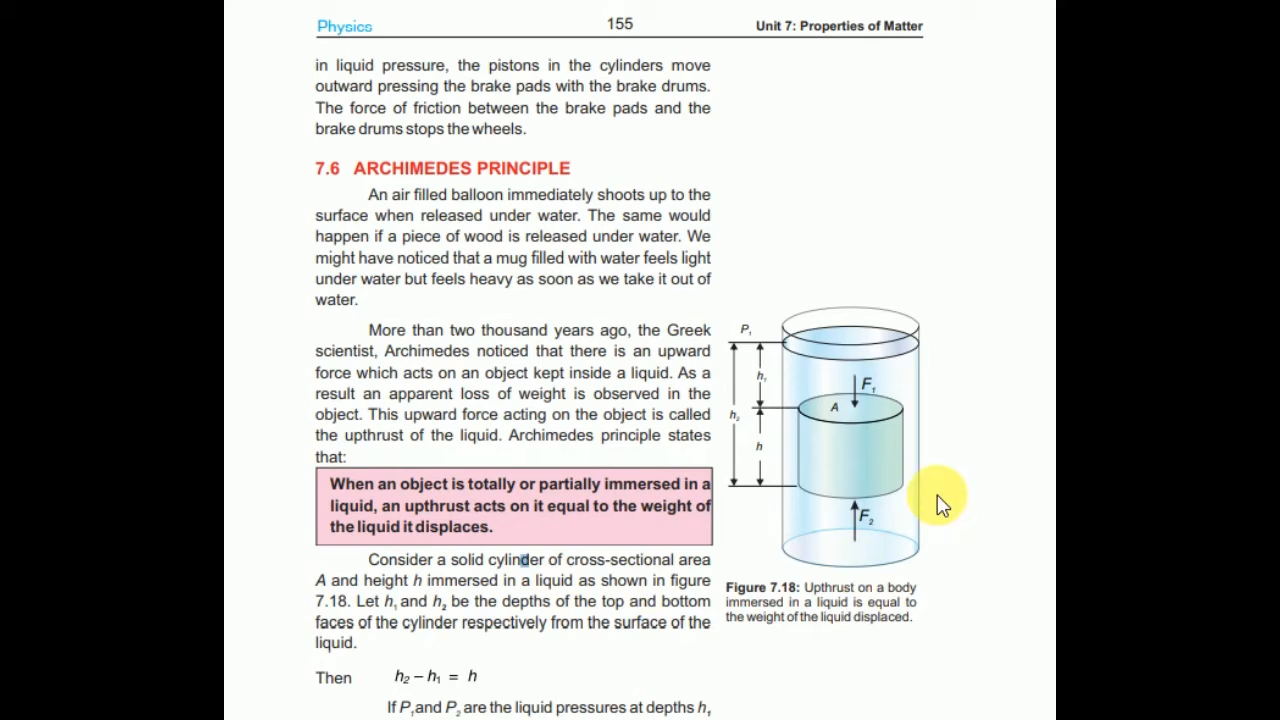 Physics 155 Unit 7: Properties of Matter
in liquid pressure, the pistons in the cylinders move
outward pressing the brake pads with the brake drums.
The force of friction between the brake pads and the
brake drums stops the wheels.
7.6 ARCHIMEDES PRINCIPLE
An air filled balloon immediately shoots up to the
surface when released under water. The same would
happen if a piece of wood is released under water. We
might have noticed that a mug filled with water feels light
under water but feels heavy as soon as we take it out of
water.
More than two thousand years ago, the Greek
scientist, Archimedes noticed that there is an upward
force which acts on an object kept inside a liquid. As a
result an apparent loss of weight is observed in the
object. This upward force acting on the object is called
the upthrust of the liquid. Archimedes principle states
that:
When an object is totally or partially immersed in a
liquid, an upthrust acts on it equal to the weight of
the liquid it displaces.
Consider a solid cylinder of cross-sectional area
A and height h immersed in a liquid as shown in figure
7.18. Let h₁ and h₂ be the depths of the top and bottom
faces of the cylinder respectively from the surface of the
liquid.
Then h₂ – h₁ = h
If P₁ and P₂ are the liquid pressures at depths h₁
P₁
h₁
F₁
A
h₂
h
F₂
Figure 7.18: Upthrust on a body
immersed in a liquid is equal to
the weight of the liquid displaced.